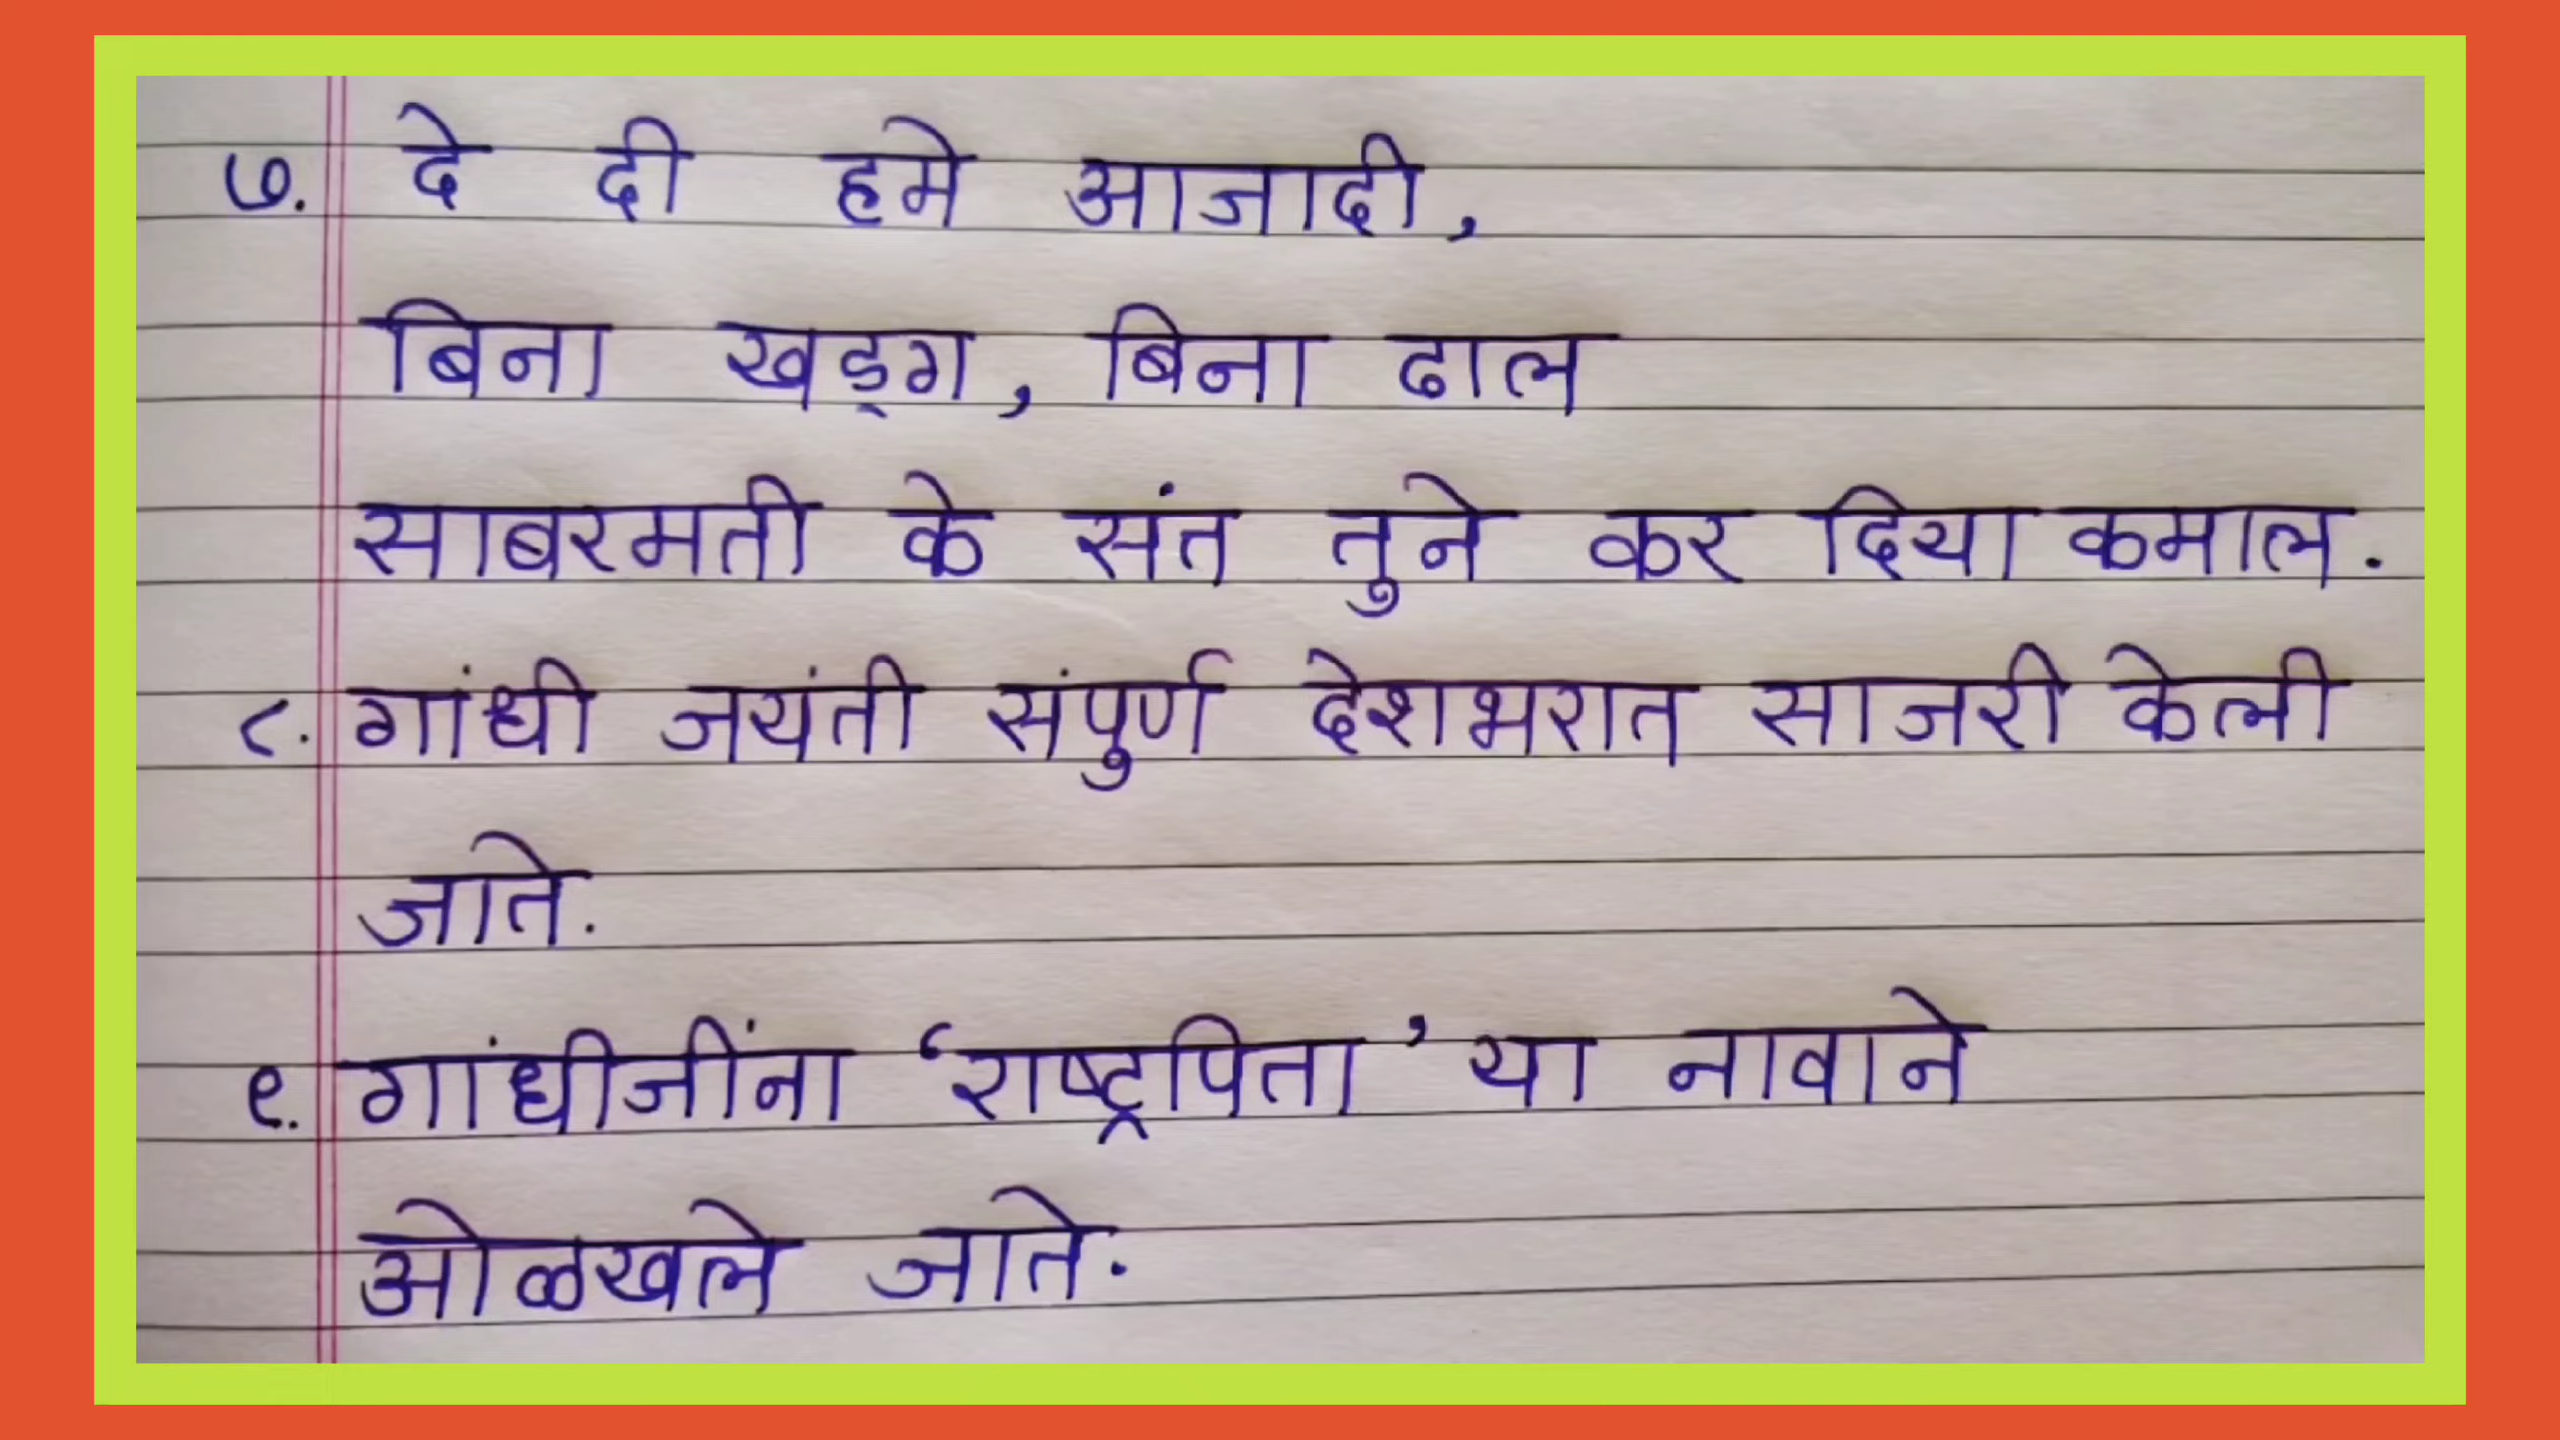 ७. दे दी हमे आजादी,
बिना खड्ग, बिना ढाल
साबरमती के संत तुने कर दिया कमाल.
८. गांधी जयंती संपुर्ण देशभरात साजरी केली
जाते.
९. गांधीजींना ‘राष्ट्रपिता’ या नावाने
ओळखले जाते.